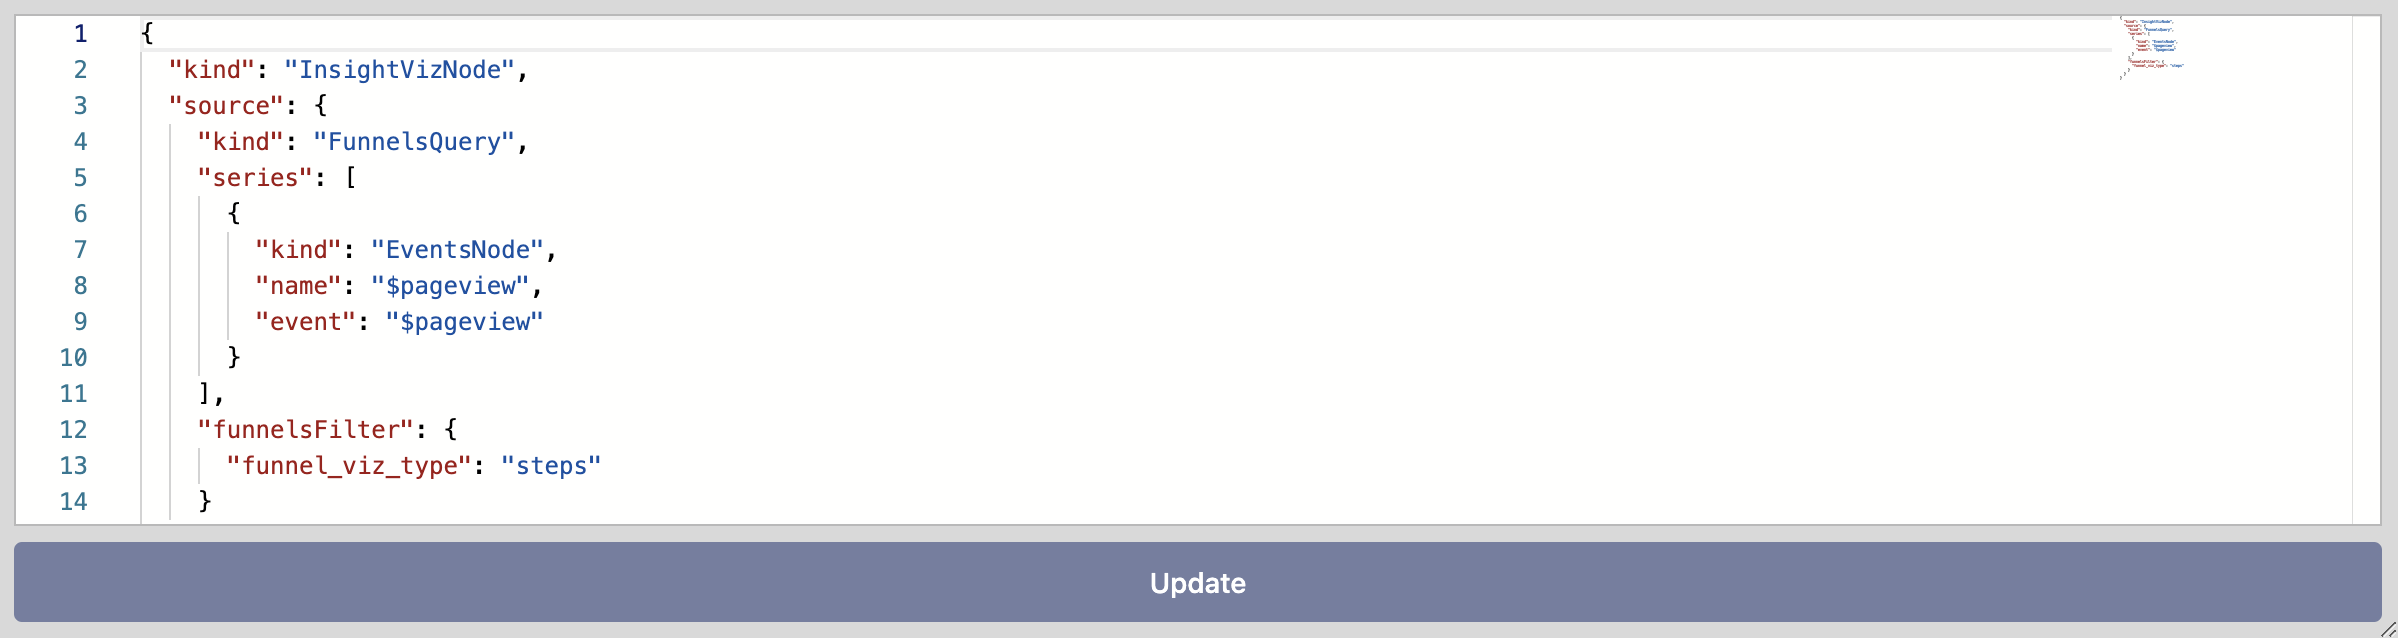 1 {
2 "kind": "InsightVizNode",
3 "source": {
4 "kind": "FunnelsQuery",
5 "series": [
6 {
7 "kind": "EventsNode",
8 "name": "$pageview",
9 "event": "$pageview"
10 }
11 ],
12 "funnelsFilter": {
13 "funnel_viz_type": "steps"
14 }
Update